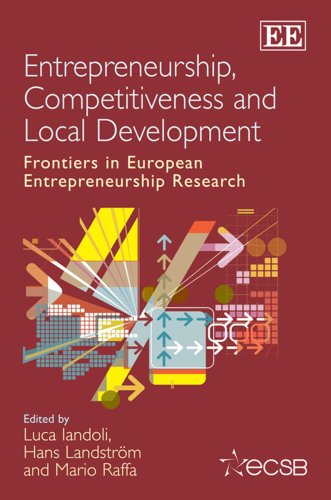 EE
Entrepreneurship,
Competitiveness and
Local Development
Frontiers in European
Entrepreneurship Research
Edited by
Luca Iandoli,
Hans Landström
and Mario Raffa
ecsb